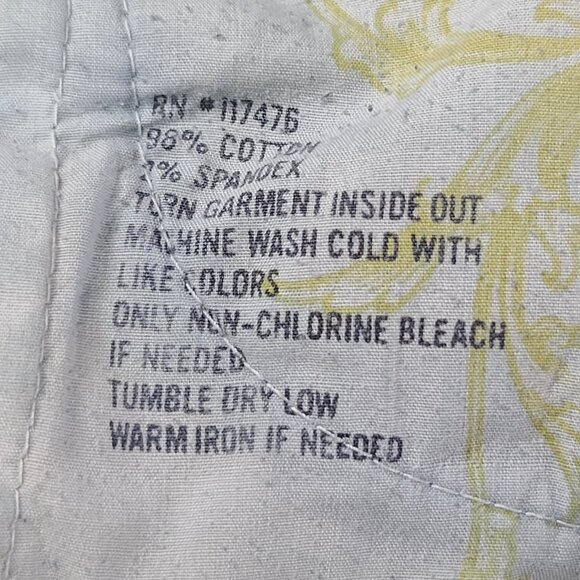 RN #117476
98% COTTON
% SPANDEX
TURN GARMENT INSIDE OUT
MACHINE WASH COLD WITH
LIKE COLORS
ONLY NON-CHLORINE BLEACH
IF NEEDED
TUMBLE DRY LOW
WARM IRON IF NEEDED